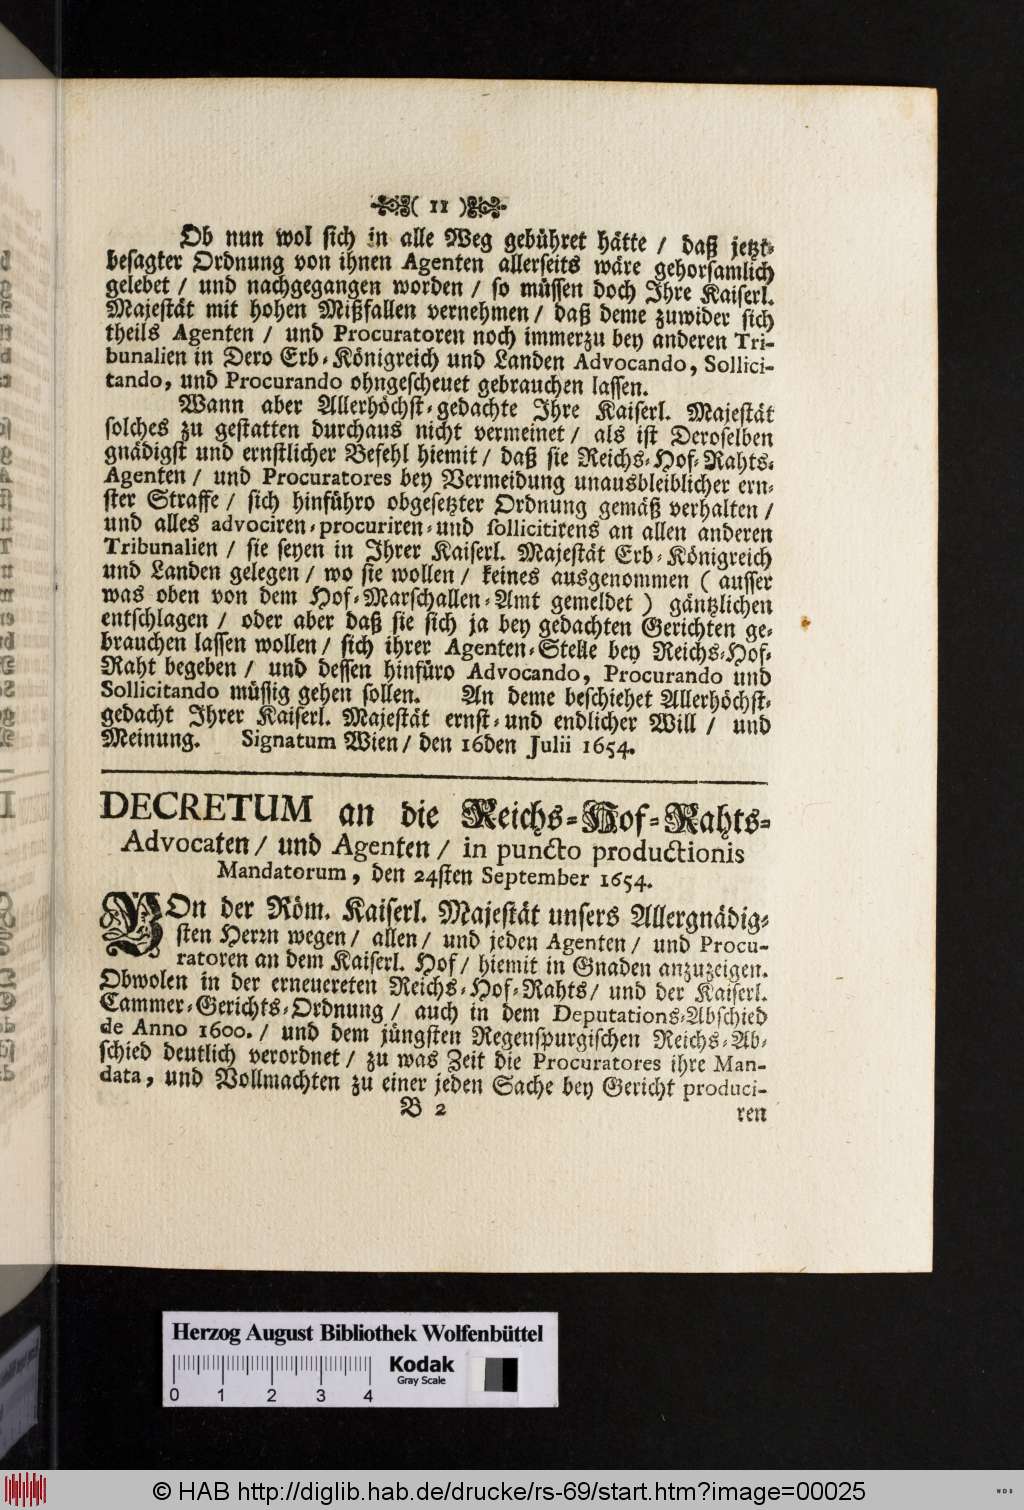 ( 11 )
Ob nun wol sich in alle Weg gebühret hätte / daß jetzt-
besagter Ordnung von ihnen Agenten allerseits wäre gehorsamlich
gelebet / und nachgegangen worden / so müssen doch Ihre Kaiserl.
Majestät mit hohen Mißfallen vernehmen / daß deme zuwider sich
theils Agenten / und Procuratoren noch immerzu bey anderen Tri-
bunalien in Dero Erb-Königreich und Landen Advocando, Sollici-
tando, und Procurando ohngescheuet gebrauchen lassen.
Wann aber Allerhöchst-gedachte Ihre Kaiserl. Majestät
solches zu gestatten durchaus nicht vermeinet / als ist Deroselben
gnädigst und ernstlicher Befehl hiemit / daß sie Reichs-Hof-Rahts-
Agenten / und Procuratores bey Vermeidung unausbleiblicher ern-
ster Straffe / sich hinführo obgesetzter Ordnung gemäß verhalten /
und alles advociren-procuriren-und sollicitirens an allen anderen
Tribunalien / sie seyen in Ihrer Kaiserl. Majestät Erb-Königreich
und Landen gelegen / wo sie wollen / keines ausgenommen ( ausser
was oben von dem Hof-Marschallen-Amt gemeldet ) gäntzlichen
entschlagen / oder aber daß sie sich ja bey gedachten Gerichten ge-
brauchen lassen wollen / sich ihrer Agenten-Stelle bey Reichs-Hof-
Raht begeben / und dessen hinfüro Advocando, Procurando und
Sollicitando müssig gehen sollen. An deme beschiehet Allerhöchst-
gedacht Ihrer Kaiserl. Majestät ernst-und endlicher Will / und
Meinung. Signatum Wien / den 16den Julii 1654.
DECRETUM an die Reichs-Hof-Rahts-
Advocaten / und Agenten / in puncto productionis
Mandatorum, den 24sten September 1654.
VOn der Röm. Kaiserl. Majestät unsers Allergnädig-
sten Herrn wegen / allen / und jeden Agenten / und Procu-
ratoren an dem Kaiserl. Hof / hiemit in Gnaden anzuzeigen.
Obwolen in der erneuereten Reichs-Hof-Rahts / und der Kaiserl.
Cammer-Gerichts-Ordnung / auch in dem Deputations-Abschied
de Anno 1600. / und dem jüngsten Regenspurgischen Reichs-Ab-
schied deutlich verordnet / zu was Zeit die Procuratores ihre Man-
data, und Vollmachten zu einer jeden Sache bey Gericht produci-
B 2 ren
Herzog August Bibliothek Wolfenbüttel
Kodak
Gray Scale
0 1 2 3 4
© HAB http://diglib.hab.de/drucke/rs-69/start.htm?image=00025